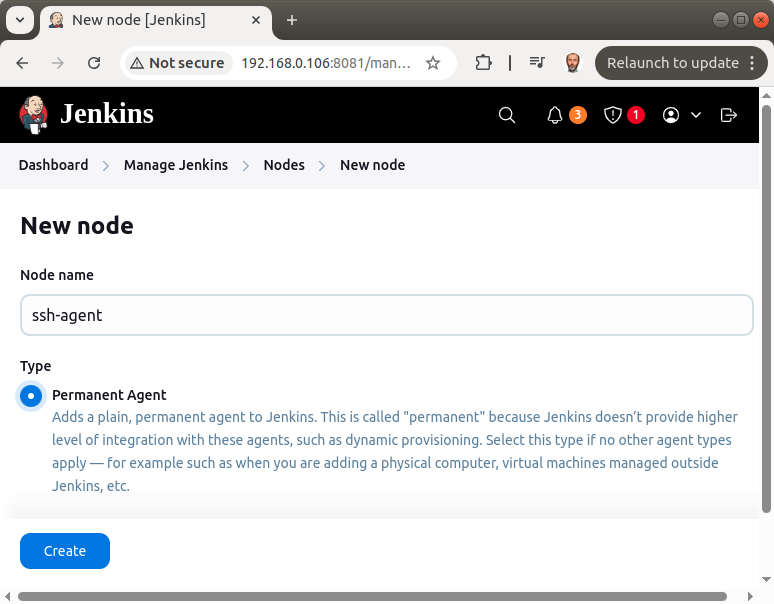 New node [Jenkins]
Not secure
192.168.0.106:8081/man...
Relaunch to update
Jenkins
3
1
Dashboard
Manage Jenkins
Nodes
New node
New node
Node name
ssh-agent
Type
Permanent Agent
Adds a plain, permanent agent to Jenkins. This is called "permanent" because Jenkins doesn’t provide higher
level of integration with these agents, such as dynamic provisioning. Select this type if no other agent types
apply — for example such as when you are adding a physical computer, virtual machines managed outside
Jenkins, etc.
Create